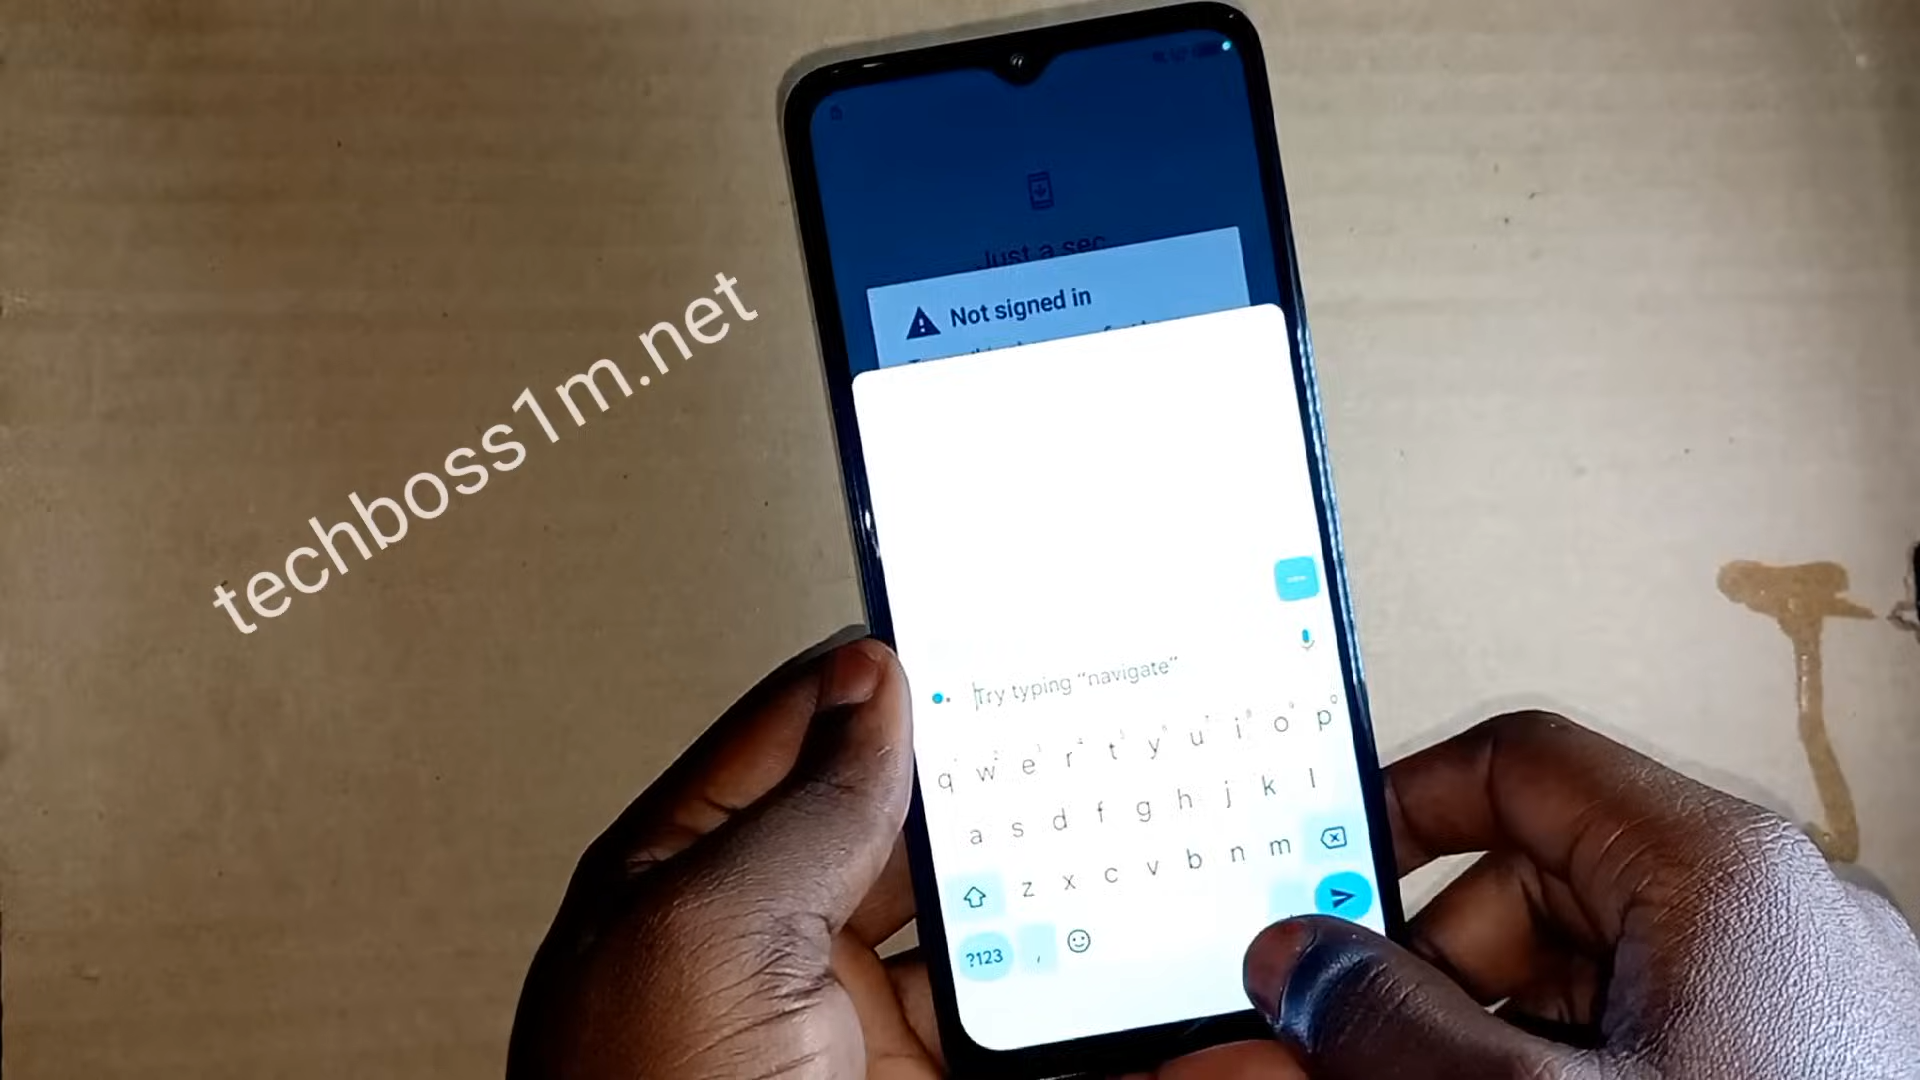 techboss1m.net
Just a sec
Not signed in
Try typing “navigate”
q w e r t y u i o p
a s d f g h j k l
z x c v b n m
?123 ,